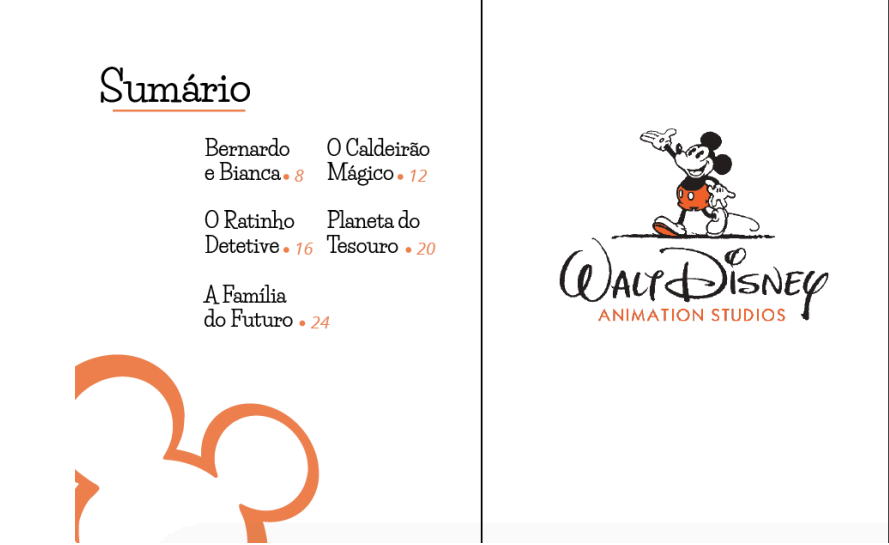 Sumário
Bernardo
e Bianca • 8
O Caldeirão
Mágico • 12
O Ratinho
Detetive • 16
Planeta do
Tesouro • 20
A Família
do Futuro • 24
WALT DISNEY
ANIMATION STUDIOS